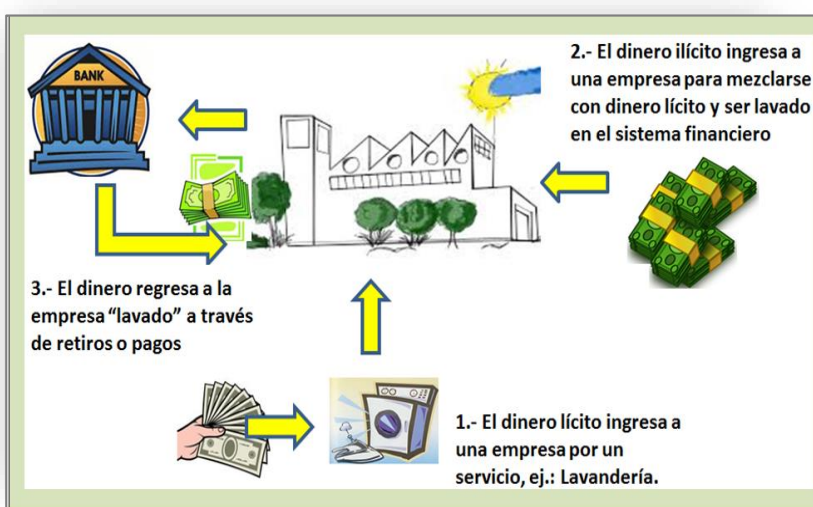 BANK
2.- El dinero ilícito ingresa a
una empresa para mezclarse
con dinero lícito y ser lavado
en el sistema financiero
3.- El dinero regresa a la
empresa “lavado” a través
de retiros o pagos
1.- El dinero lícito ingresa a
una empresa por un
servicio, ej.: Lavandería.